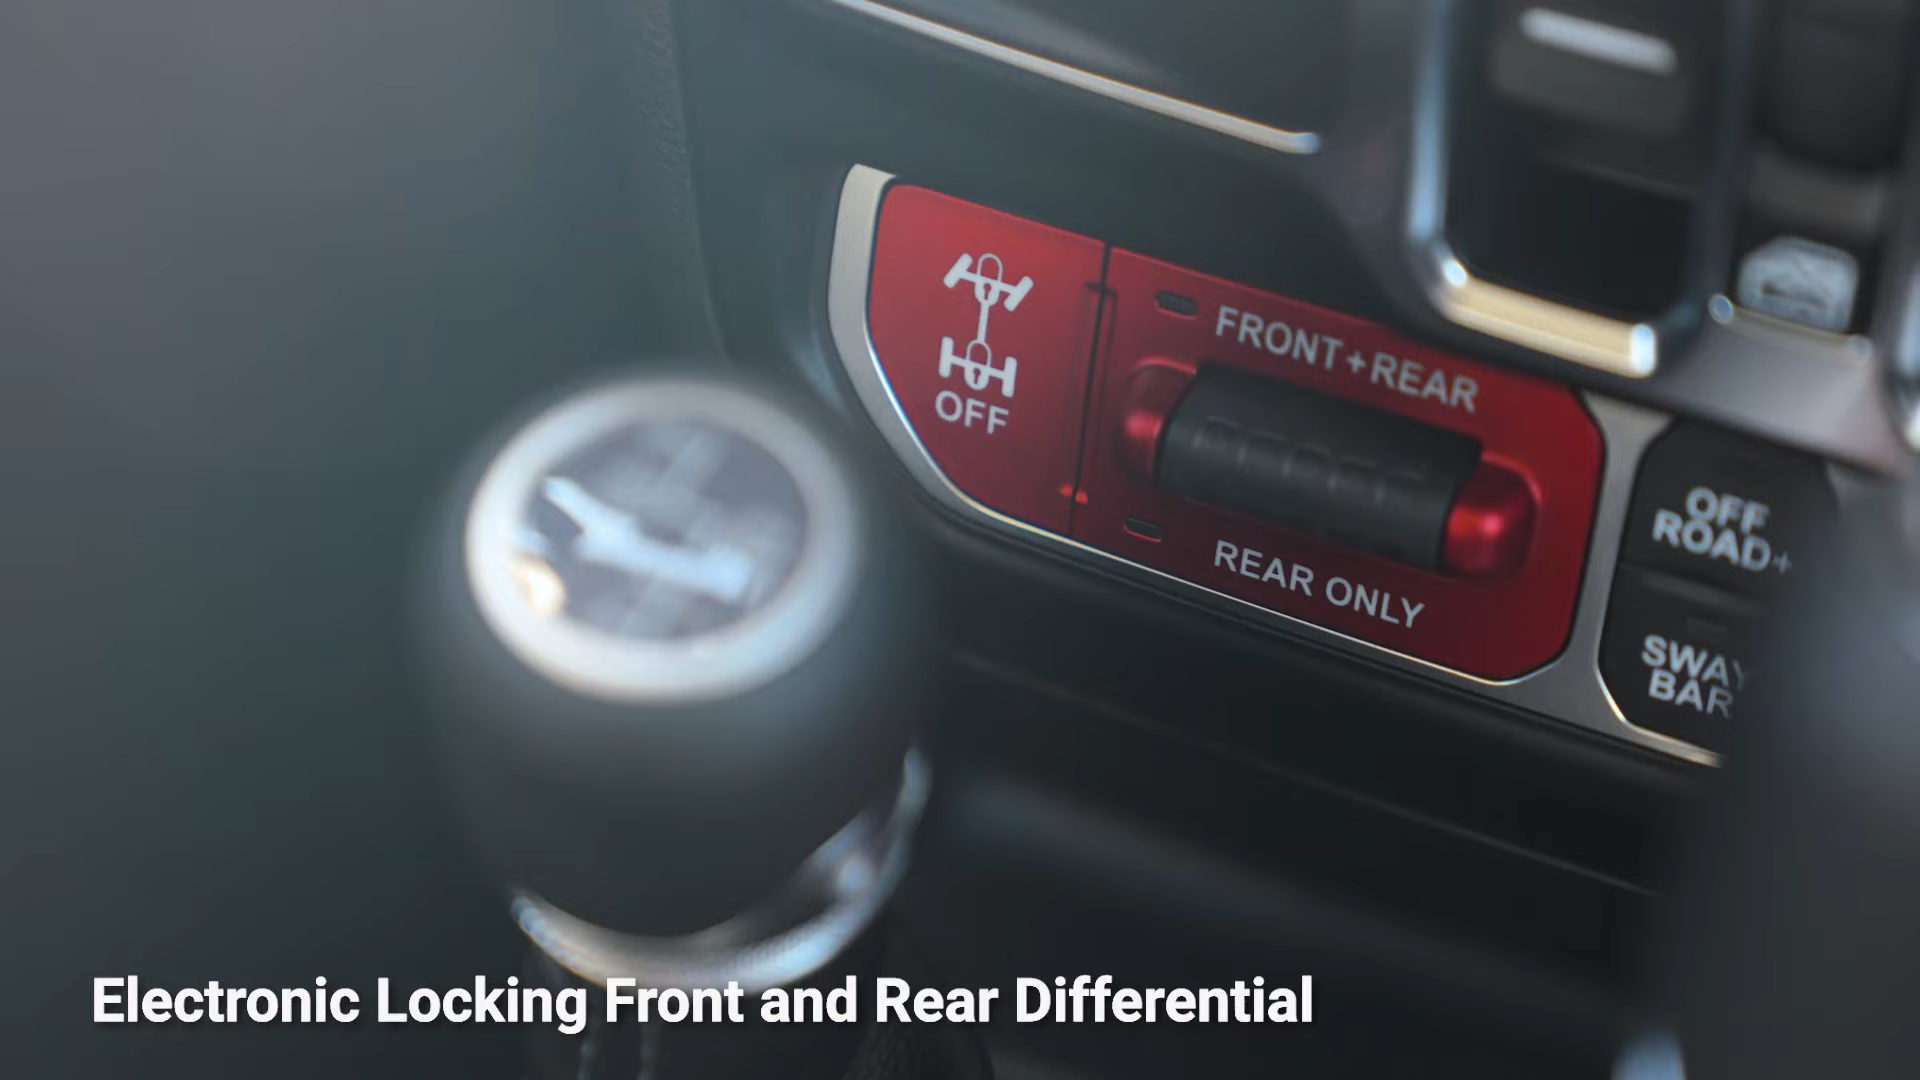 FRONT+REAR
OFF
REAR ONLY
OFF
ROAD+
SWAY
BAR
Electronic Locking Front and Rear Differential